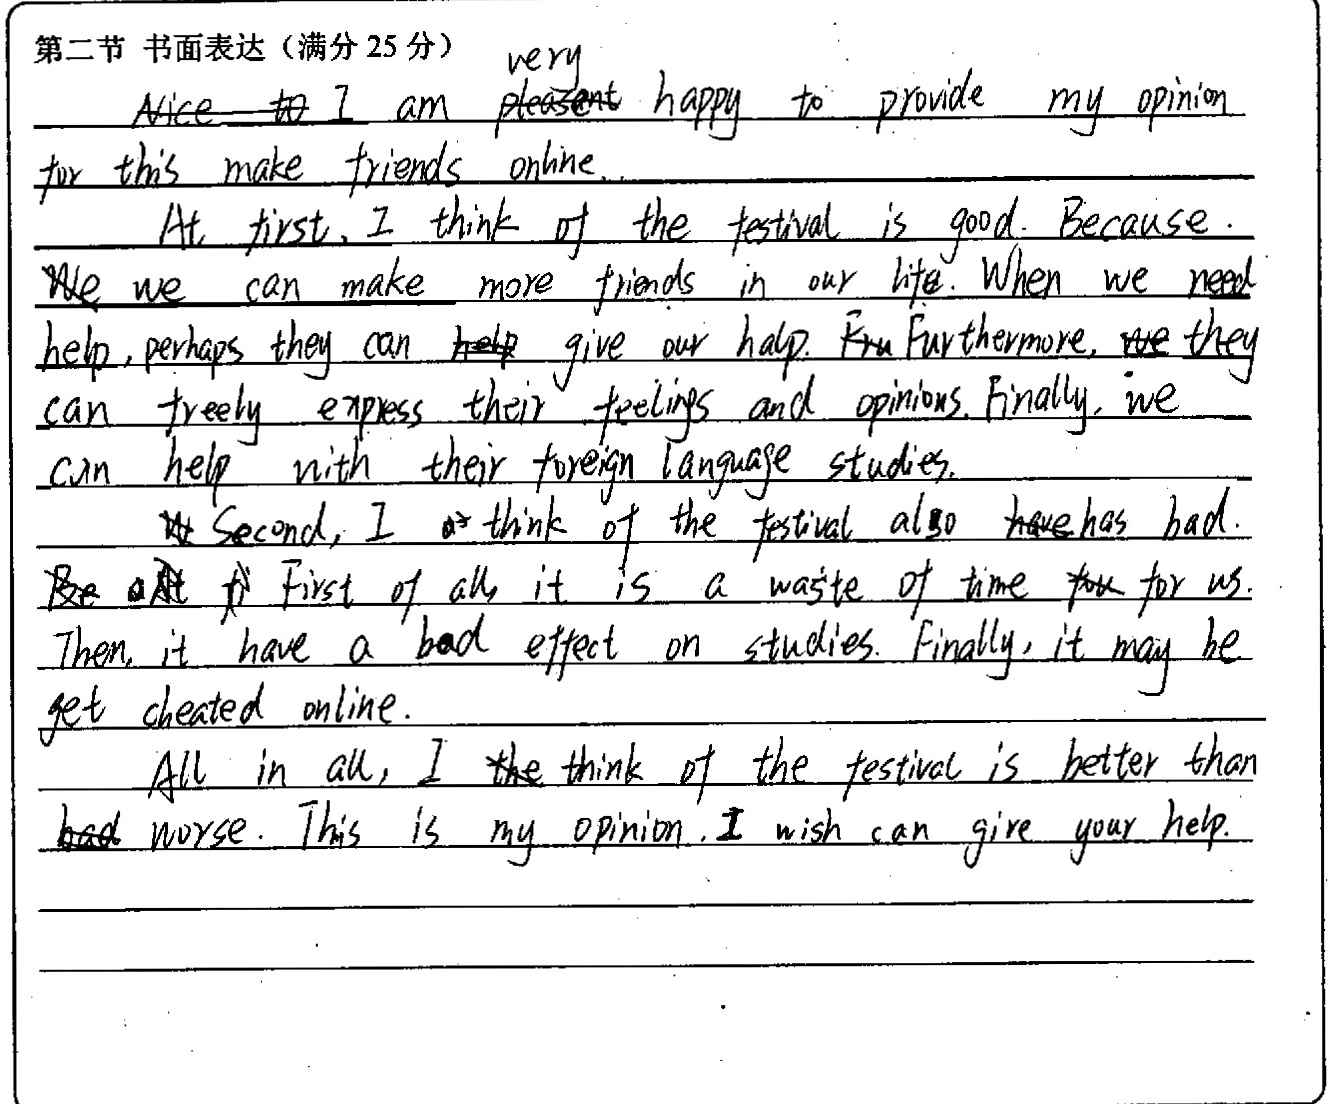 第二节 书面表达（满分 25 分）
very
Nice to I am pleasent happy to provide my opinion
for this make friends online.
At first, I think of the festival is good. Because.
We we can make more friends in our life. When we need
help, perhaps they can help give our halp. Fru Furthermore, we they
can freely express their feelings and opinions. Finally, we
can help with their foreign language studies.
Second, I think of the festival also have has bad.
Be At fi First of all, it is a waste of time for us.
Then, it have a bad effect on studies. Finally, it may be
get cheated online.
All in all, I the think of the festival is better than
bad worse. This is my opinion. I wish can give your help.